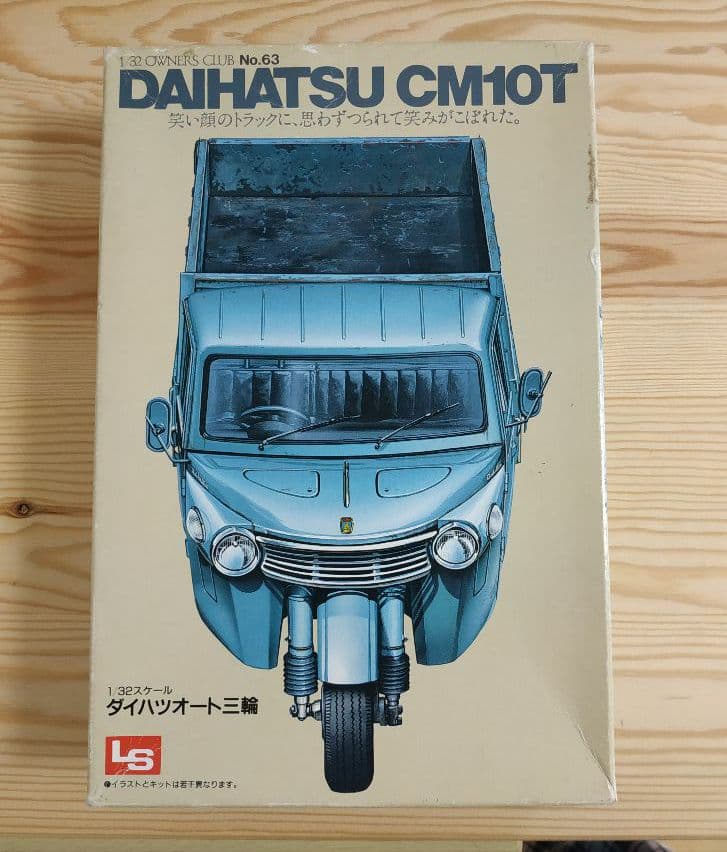 1/32 OWNERS CLUB No.63
DAIHATSU CM10T
笑い顔のトラックに、思わずつられて笑みがこぼれた。
1/32スケール
ダイハツオート三輪
LS
●イラストとキットは若干異なります。